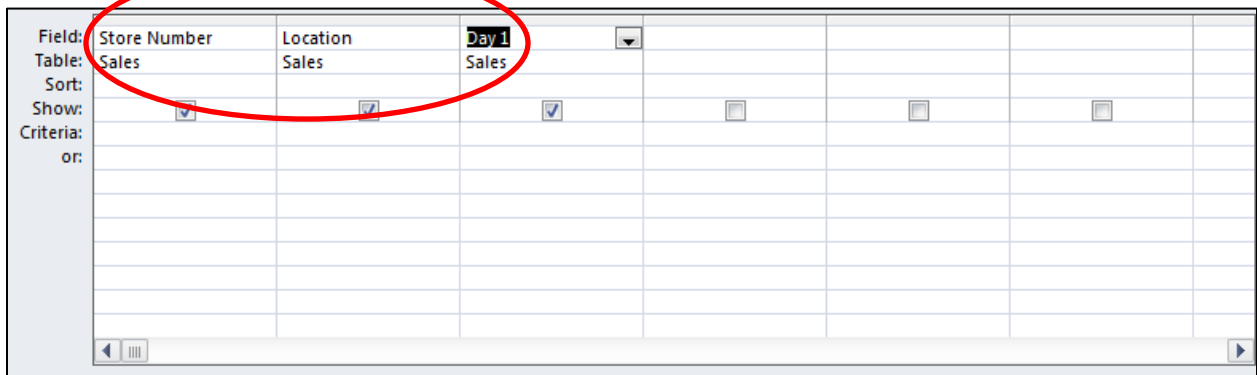 Field: Store Number Location Day 1
Table: Sales Sales Sales
Sort:
Show:
Criteria:
or: